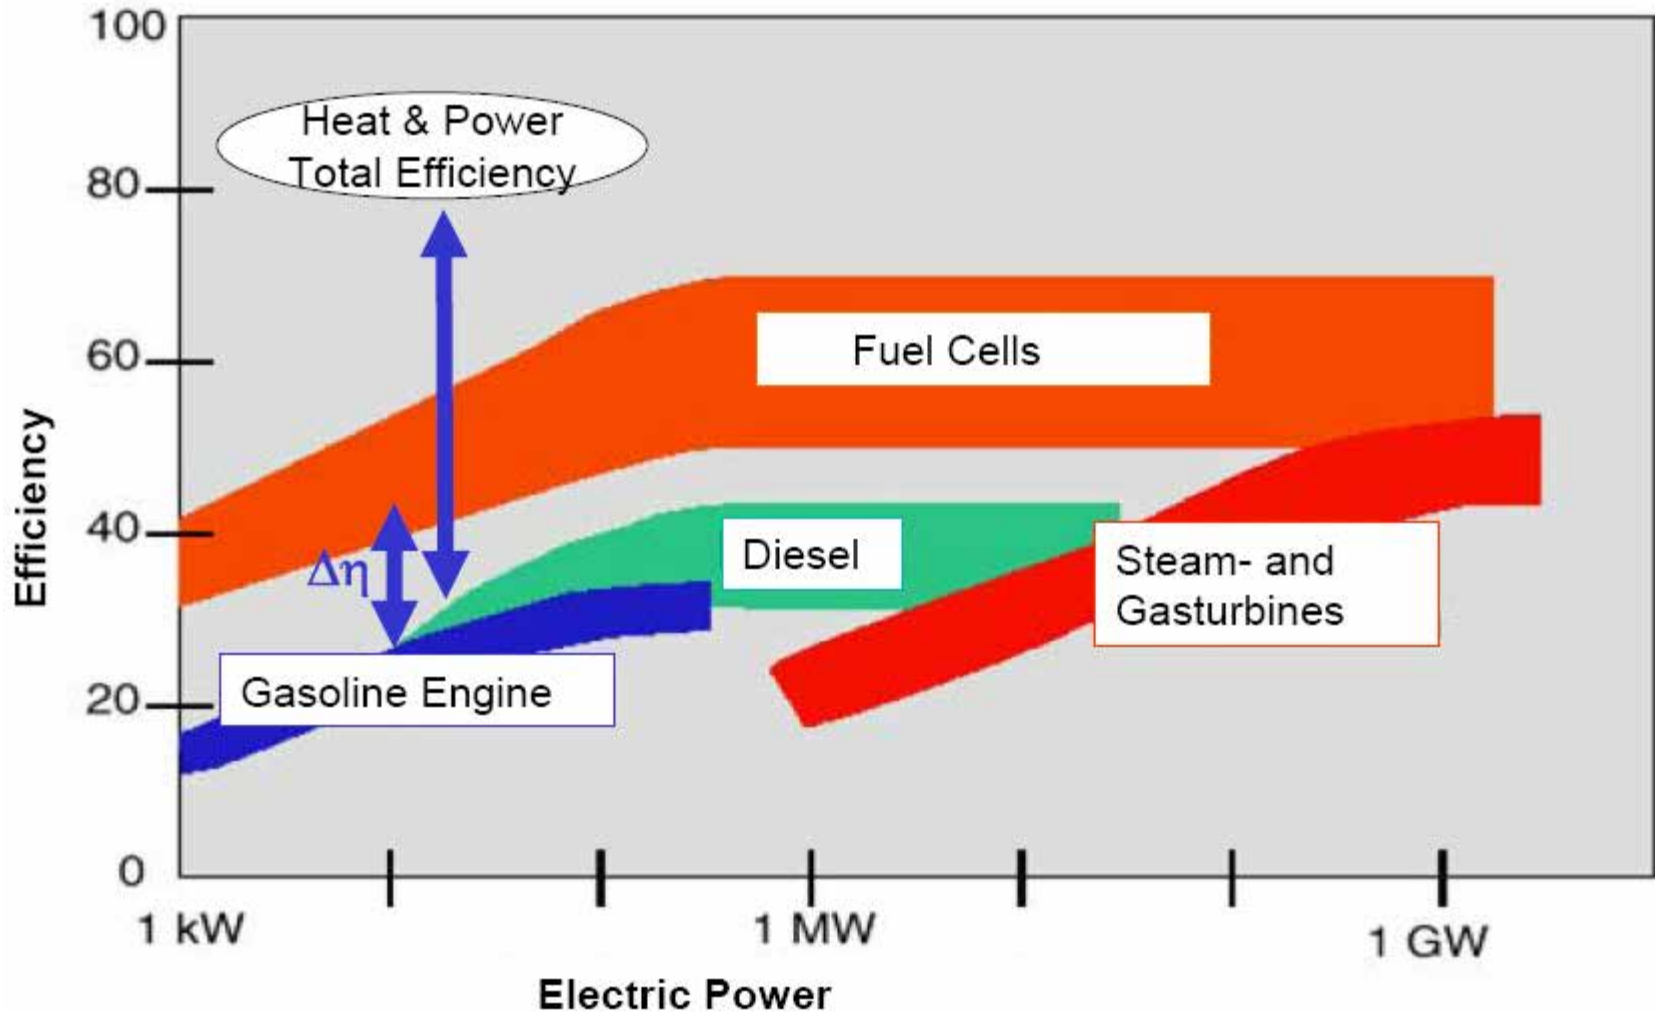 100
Heat & Power
Total Efficiency
80
60
Fuel Cells
Efficiency
40
Δη
Diesel
Steam- and
Gasturbines
Gasoline Engine
20
0
1 kW
1 MW
1 GW
Electric Power